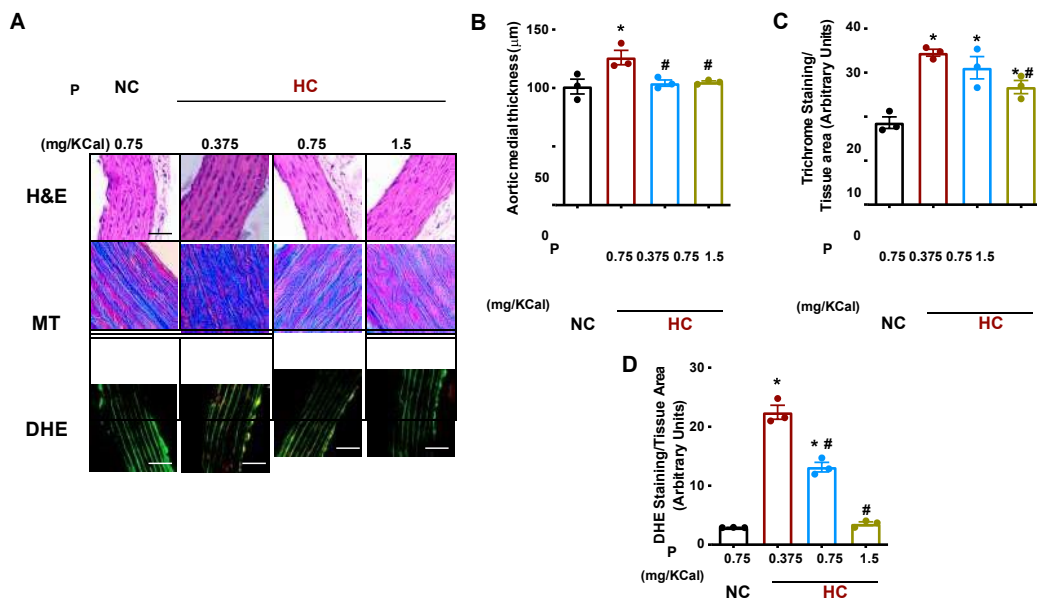 A
P NC HC
(mg/KCal) 0.75 0.375 0.75 1.5
H&E
MT
DHE
B
Aortic medial thickness (μm)
150
100
50
0
* # #
P
0.75 0.375 0.75 1.5
(mg/KCal)
NC HC
C
Trichrome Staining/
Tissue area (Arbitrary Units)
40
30
20
10
0
* * * #
P
0.75 0.375 0.75 1.5
(mg/KCal)
NC HC
D
DHE Staining/Tissue Area
(Arbitrary Units)
30
20
10
0
* * # #
P
0.75 0.375 0.75 1.5
(mg/KCal)
NC HC